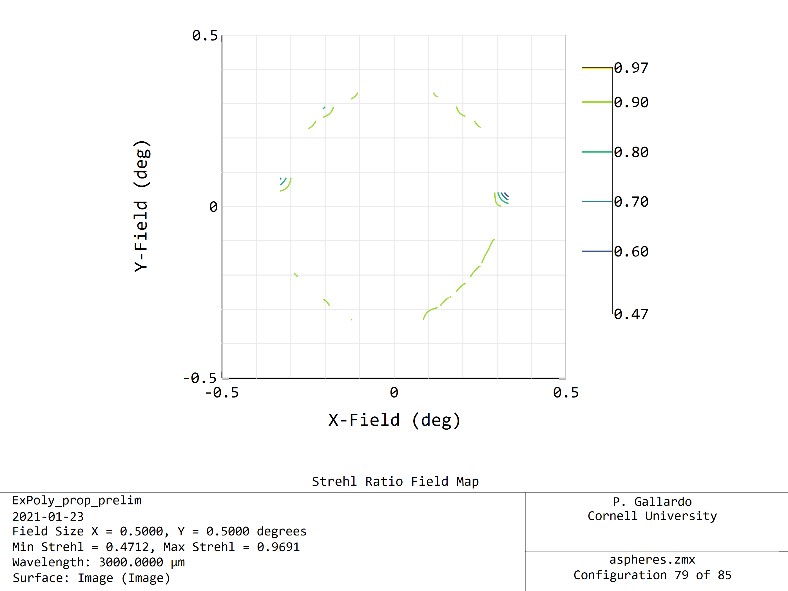 0.5
0
-0.5
-0.5
0
0.5
Y-Field (deg)
X-Field (deg)
0.97
0.90
0.80
0.70
0.60
0.47
Strehl Ratio Field Map
ExPoly_prop_prelim
2021-01-23
Field Size X = 0.5000, Y = 0.5000 degrees
Min Strehl = 0.4712, Max Strehl = 0.9691
Wavelength: 3000.0000 µm
Surface: Image (Image)
P. Gallardo
Cornell University
aspheres.zmx
Configuration 79 of 85